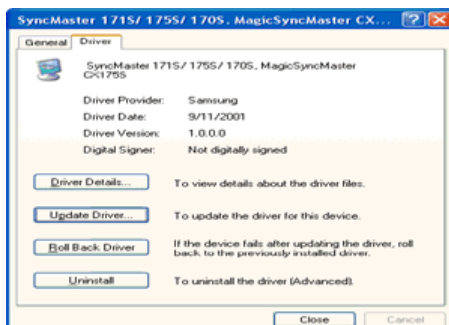 SyncMaster 171S/ 175S/ 170S, MagicSyncMaster CX...
General
Driver
SyncMaster 171S/ 175S/ 170S, MagicSyncMaster
CX175S
Driver Provider: Samsung
Driver Date: 9/11/2001
Driver Version: 1.0.0.0
Digital Signer: Not digitally signed
Driver Details... To view details about the driver files.
Update Driver... To update the driver for this device.
Roll Back Driver If the device fails after updating the driver, roll
back to the previously installed driver.
Uninstall To uninstall the driver (Advanced).
Close Cancel